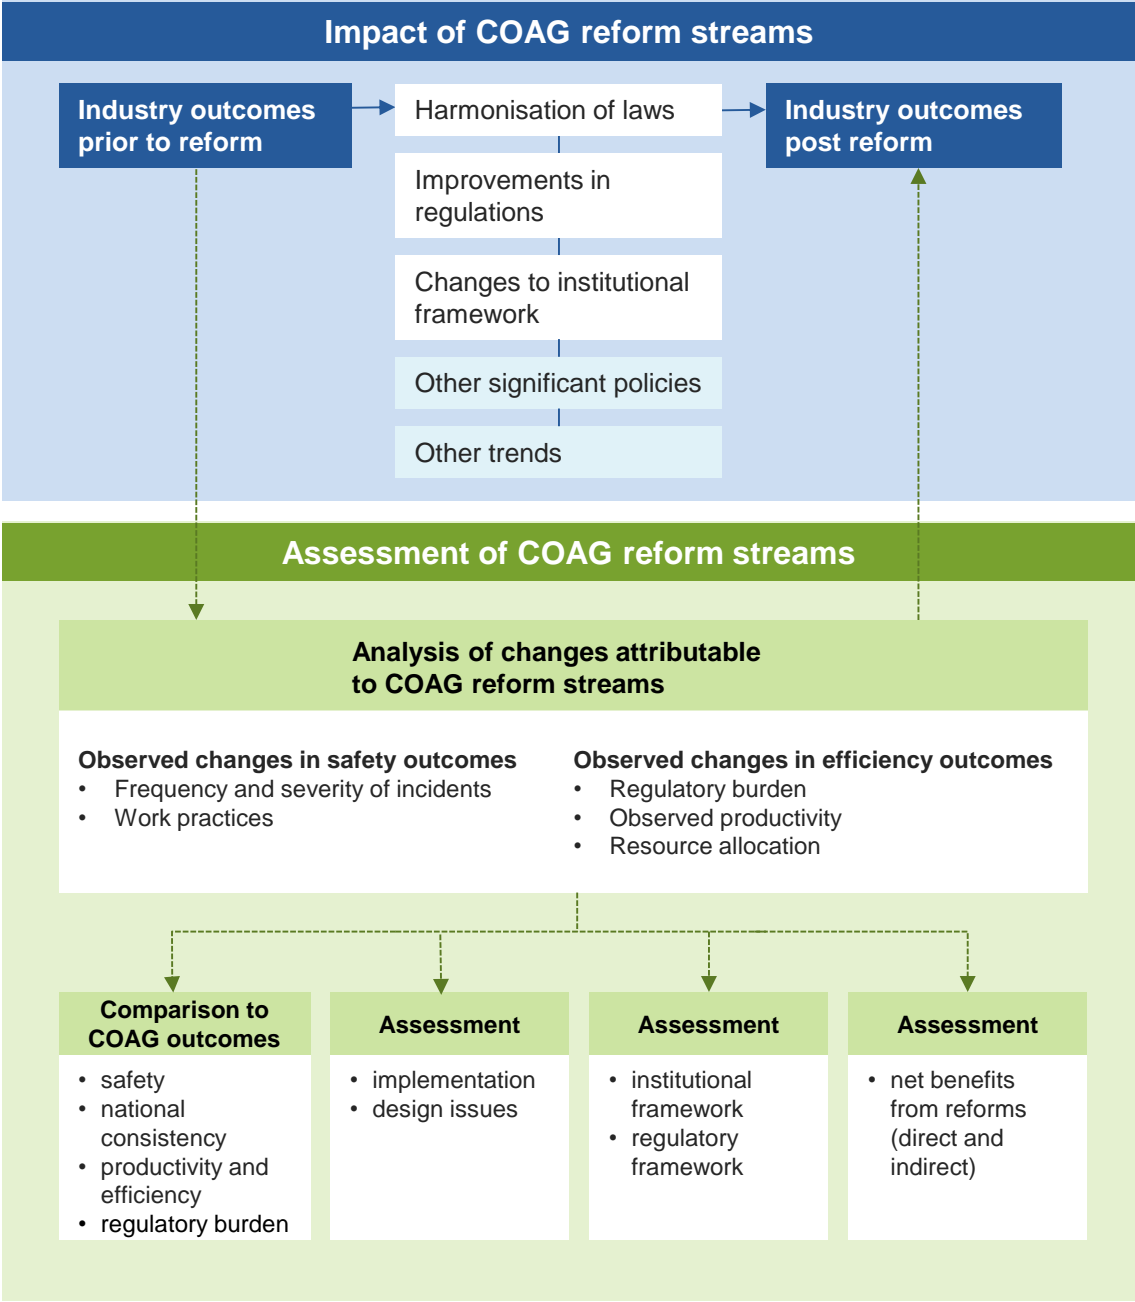 Impact of COAG reform streams
Industry outcomes
prior to reform
Harmonisation of laws
Industry outcomes
post reform
Improvements in
regulations
Changes to institutional
framework
Other significant policies
Other trends
Assessment of COAG reform streams
Analysis of changes attributable
to COAG reform streams
Observed changes in safety outcomes
• Frequency and severity of incidents
• Work practices
Observed changes in efficiency outcomes
• Regulatory burden
• Observed productivity
• Resource allocation
Comparison to
COAG outcomes
• safety
• national
consistency
• productivity and
efficiency
• regulatory burden
Assessment
• implementation
• design issues
Assessment
• institutional
framework
• regulatory
framework
Assessment
• net benefits
from reforms
(direct and
indirect)